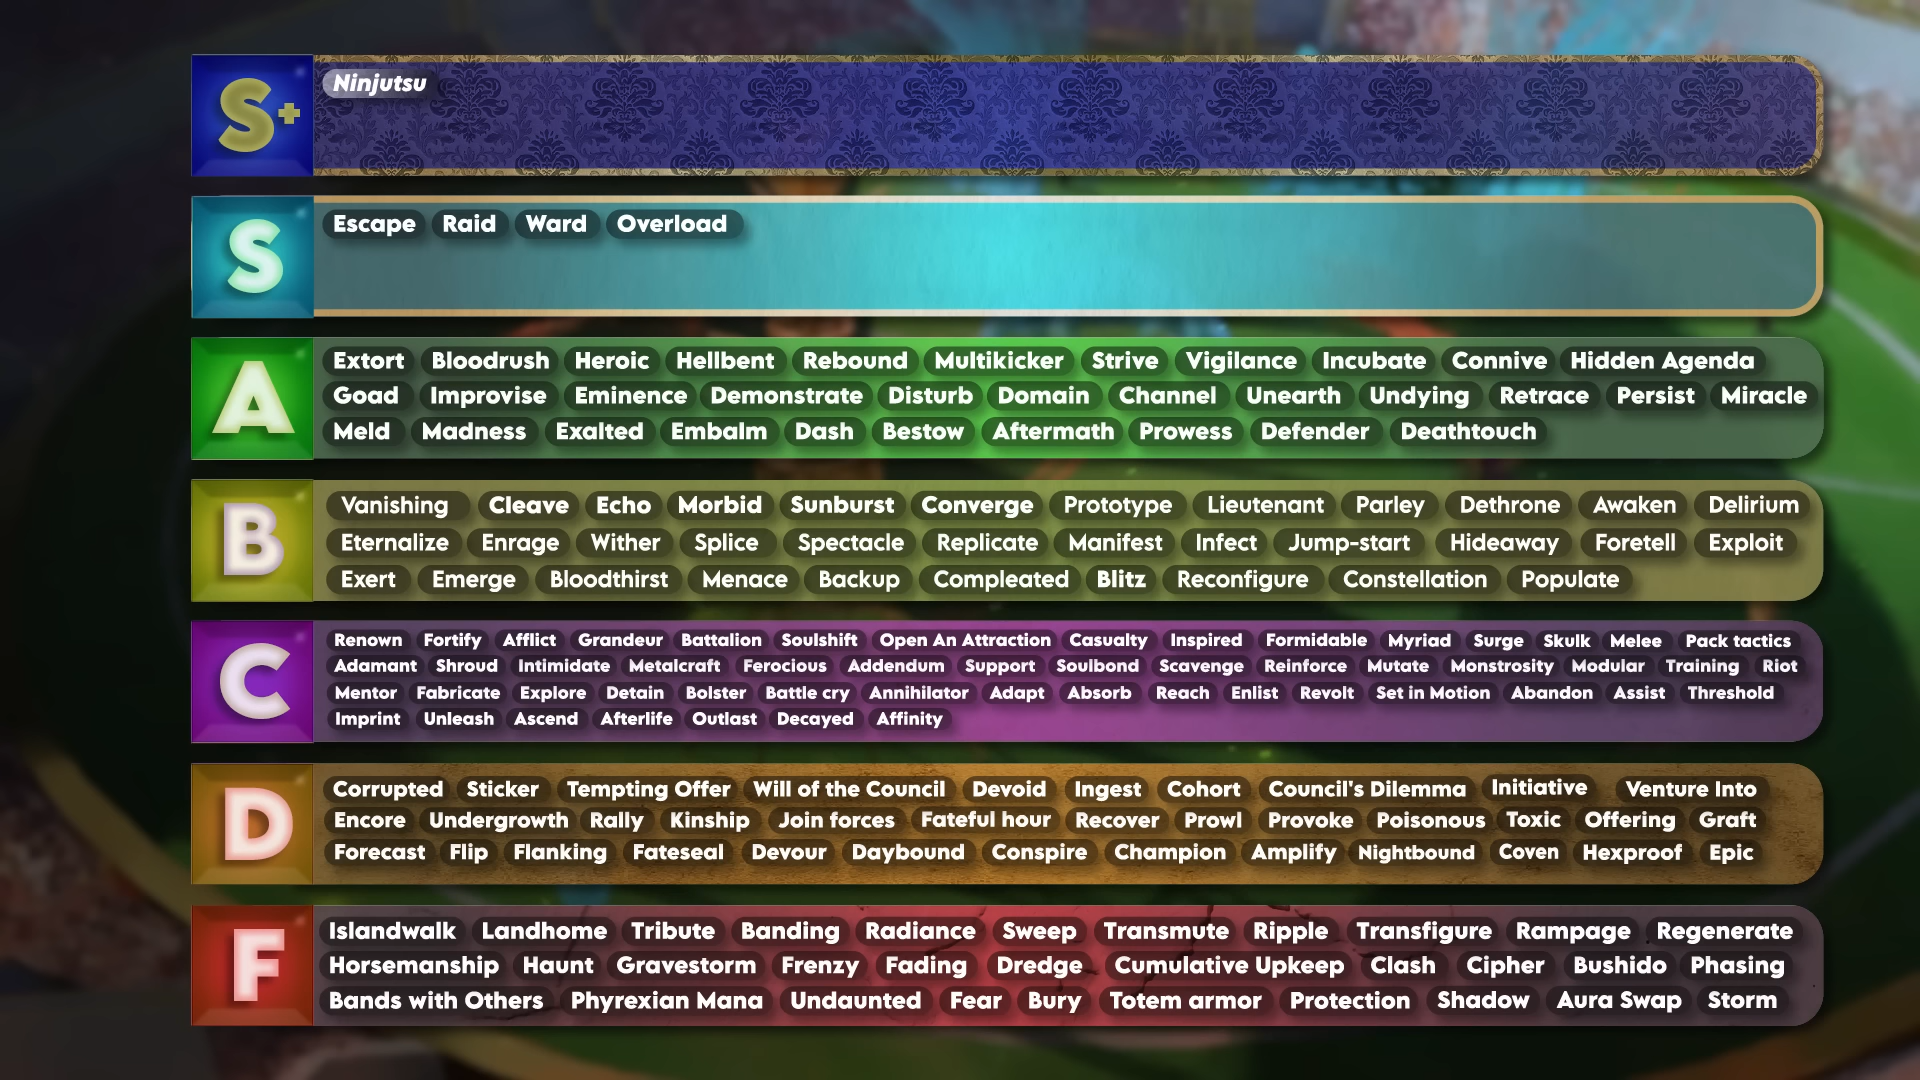 S+
Ninjutsu
S
Escape Raid Ward Overload
A
Extort Bloodrush Heroic Hellbent Rebound Multikicker Strive Vigilance Incubate Connive Hidden Agenda
Goad Improvise Eminence Demonstrate Disturb Domain Channel Unearth Undying Retrace Persist Miracle
Meld Madness Exalted Embalm Dash Bestow Aftermath Prowess Defender Deathtouch
B
Vanishing Cleave Echo Morbid Sunburst Converge Prototype Lieutenant Parley Dethrone Awaken Delirium
Eternalize Enrage Wither Splice Spectacle Replicate Manifest Infect Jump-start Hideaway Foretell Exploit
Exert Emerge Bloodthirst Menace Backup Compleated Blitz Reconfigure Constellation Populate
C
Renown Fortify Afflict Grandeur Battalion Soulshift Open An Attraction Casualty Inspired Formidable Myriad Surge Skulk Melee Pack tactics
Adamant Shroud Intimidate Metalcraft Ferocious Addendum Support Soulbond Scavenge Reinforce Mutate Monstrosity Modular Training Riot
Mentor Fabricate Explore Detain Bolster Battle cry Annihilator Adapt Absorb Reach Enlist Revolt Set in Motion Abandon Assist Threshold
Imprint Unleash Ascend Afterlife Outlast Decayed Affinity
D
Corrupted Sticker Tempting Offer Will of the Council Devoid Ingest Cohort Council's Dilemma Initiative Venture Into
Encore Undergrowth Rally Kinship Join forces Fateful hour Recover Prowl Provoke Poisonous Toxic Offering Graft
Forecast Flip Flanking Fateseal Devour Daybound Conspire Champion Amplify Nightbound Coven Hexproof Epic
F
Islandwalk Landhome Tribute Banding Radiance Sweep Transmute Ripple Transfigure Rampage Regenerate
Horsemanship Haunt Gravestorm Frenzy Fading Dredge Cumulative Upkeep Clash Cipher Bushido Phasing
Bands with Others Phyrexian Mana Undaunted Fear Bury Totem armor Protection Shadow Aura Swap Storm